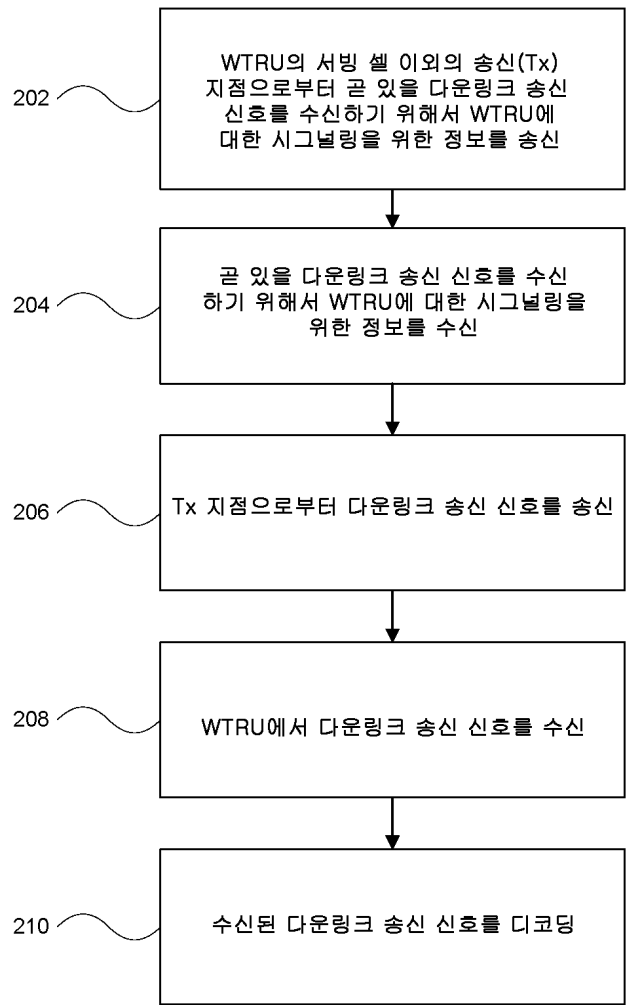 202
WTRU의 서빙 셀 이외의 송신(Tx)
지점으로부터 곧 있을 다운링크 송신
신호를 수신하기 위해서 WTRU에
대한 시그널링을 위한 정보를 송신
204
곧 있을 다운링크 송신 신호를 수신
하기 위해서 WTRU에 대한 시그널링을
위한 정보를 수신
206
Tx 지점으로부터 다운링크 송신 신호를 송신
208
WTRU에서 다운링크 송신 신호를 수신
210
수신된 다운링크 송신 신호를 디코딩